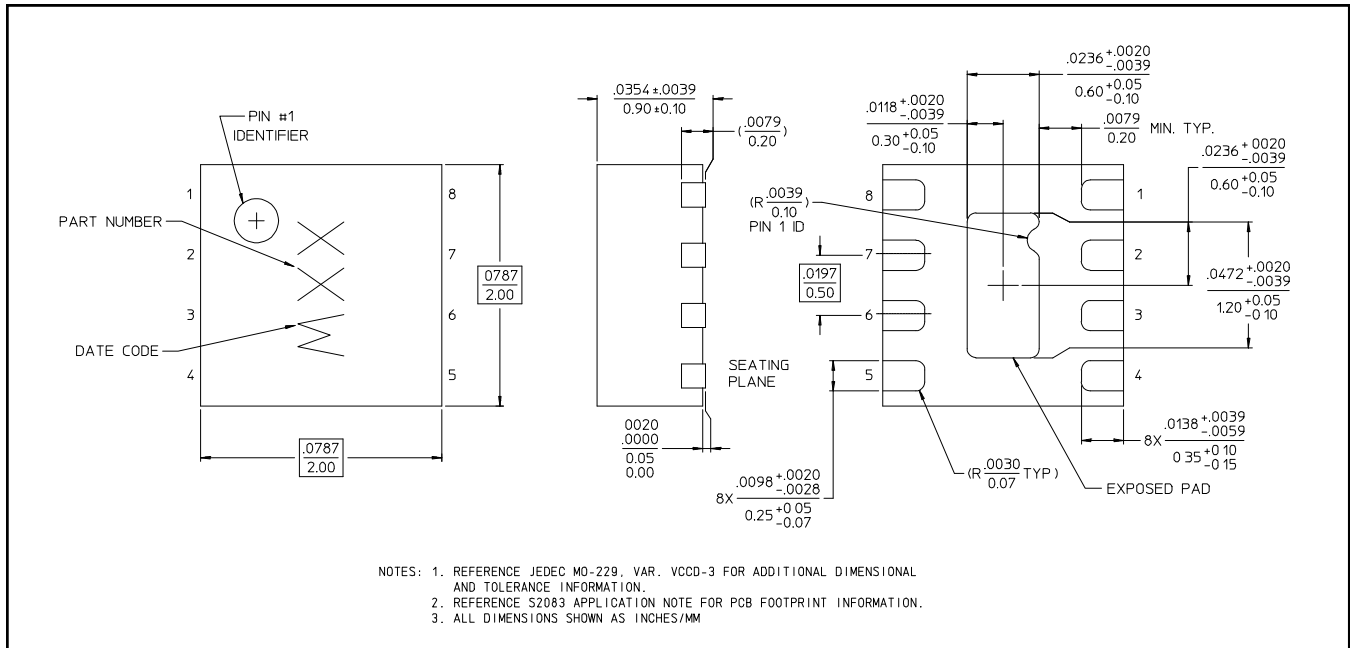 PIN #1
IDENTIFIER
PART NUMBER
DATE CODE
1
2
3
4
8
7
6
5
.0787
2.00
.0787
2.00
.0354 ±.0039
0.90 ±0.10
(.0079
0.20)
SEATING
PLANE
0020
.0000
0.05
0.00
.0236 +.0020
-.0039
0.60 +0.05
-0.10
.0118 +.0020
-.0039
0.30 +0.05
-0.10
.0079
0.20 MIN. TYP.
.0236 +.0020
-.0039
0.60 +0.05
-0.10
(R .0039
0.10)
PIN 1 ID
8
7
6
5
1
2
3
4
.0197
0.50
.0472 +.0020
-.0039
1.20 +0.05
-0 10
8X .0138 +.0039
-.0059
0 35 +0 10
-0 15
8X .0098 +.0020
-.0028
0.25 +0 05
-0.07
(R .0030
0.07 TYP)
EXPOSED PAD
NOTES: 1. REFERENCE JEDEC MO-229, VAR. VCCD-3 FOR ADDITIONAL DIMENSIONAL
AND TOLERANCE INFORMATION.
2. REFERENCE S2083 APPLICATION NOTE FOR PCB FOOTPRINT INFORMATION.
3. ALL DIMENSIONS SHOWN AS INCHES/MM